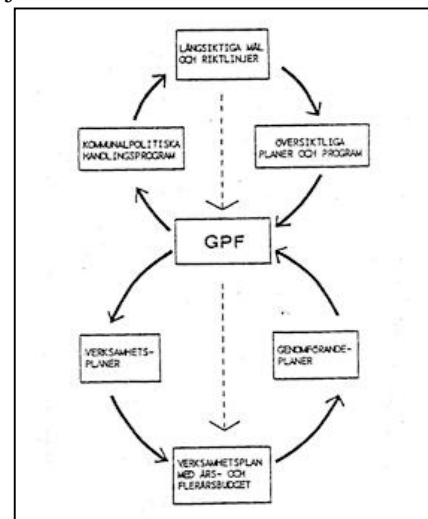 LÅNGSIKTIGA MÅL
OCH RIKTLINJER
KOMMUNALPOLITISKA
HANDLINGSPROGRAM
ÖVERSIKTLIGA
PLANER OCH PROGRAM
GPF
VERKSAMHETS-
PLANER
GENOMFÖRANDE-
PLANER
VERKSAMHETSPLAN
MED ÅRS- OCH
FLERÅRSBUDGET